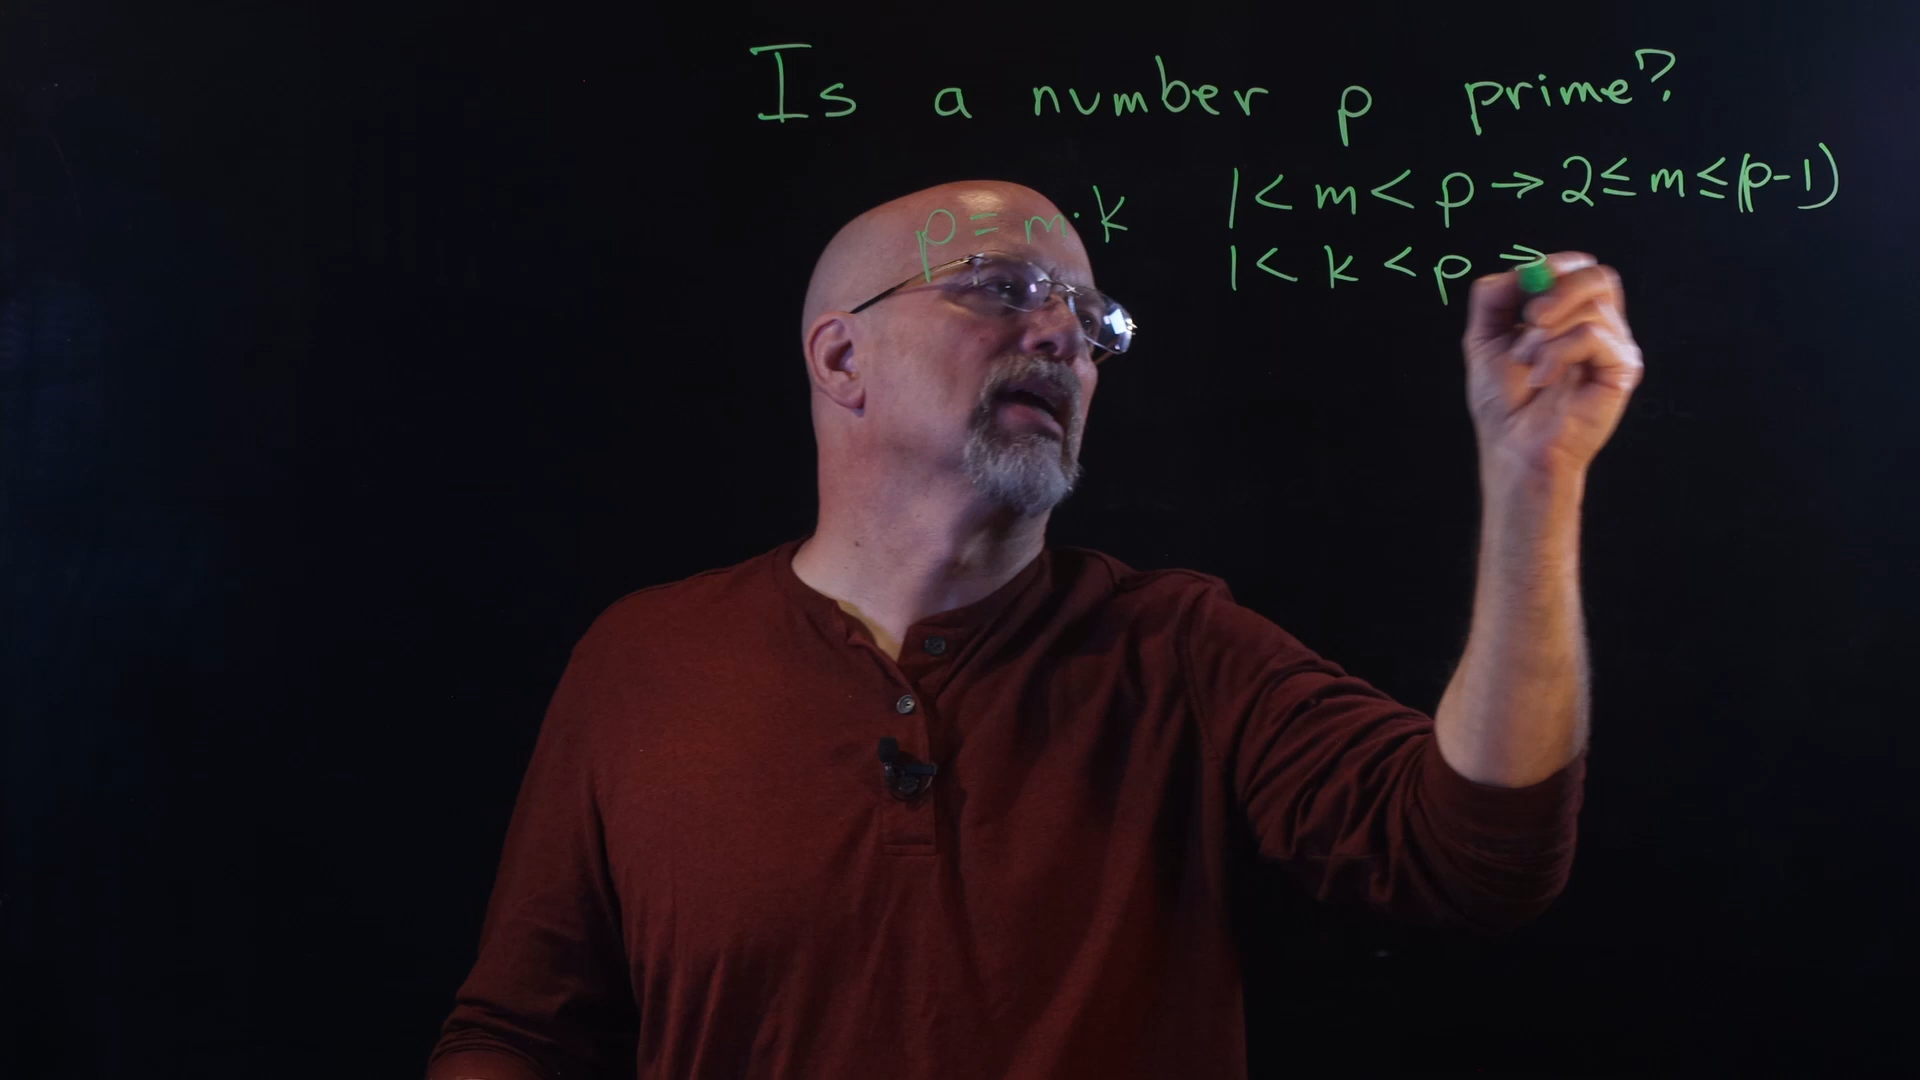 Is a number p prime?
p = m · k 1 < m < p → 2 ≤ m ≤ (p-1)
1 < k < p →